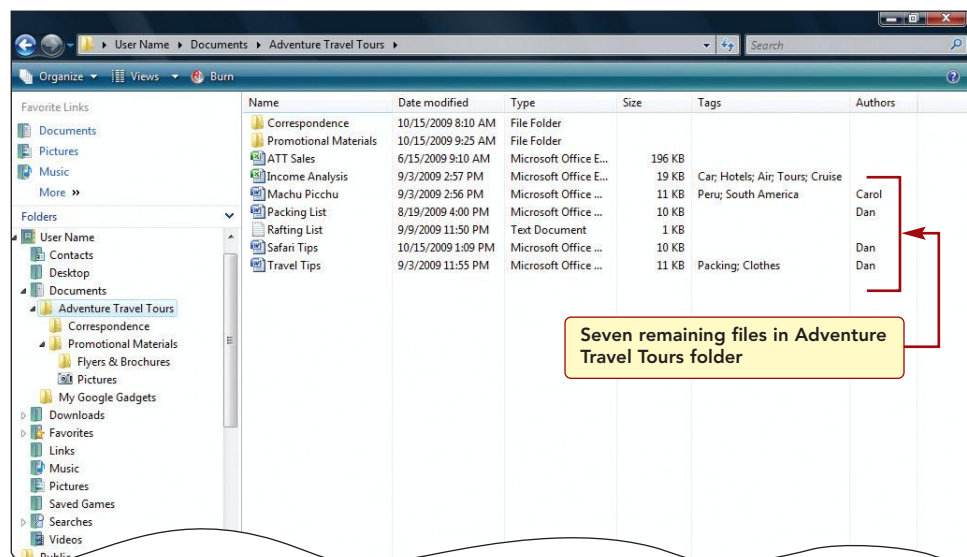 User Name Documents Adventure Travel Tours Search
Organize Views Burn
Favorite Links
Documents
Pictures
Music
More »
Folders
User Name
Contacts
Desktop
Documents
Adventure Travel Tours
Correspondence
Promotional Materials
Flyers & Brochures
Pictures
My Google Gadgets
Downloads
Favorites
Links
Music
Pictures
Saved Games
Searches
Videos
Public
Name Date modified Type Size Tags Authors
Correspondence 10/15/2009 8:10 AM File Folder
Promotional Materials 10/15/2009 9:25 AM File Folder
ATT Sales 6/15/2009 9:10 AM Microsoft Office E... 196 KB
Income Analysis 9/3/2009 2:57 PM Microsoft Office E... 19 KB Car; Hotels; Air; Tours; Cruise
Machu Picchu 9/3/2009 2:56 PM Microsoft Office ... 11 KB Peru; South America Carol
Packing List 8/19/2009 4:00 PM Microsoft Office ... 10 KB Dan
Rafting List 9/9/2009 11:50 PM Text Document 1 KB
Safari Tips 10/15/2009 1:09 PM Microsoft Office ... 10 KB Dan
Travel Tips 9/3/2009 11:55 PM Microsoft Office ... 11 KB Packing; Clothes Dan
Seven remaining files in Adventure
Travel Tours folder